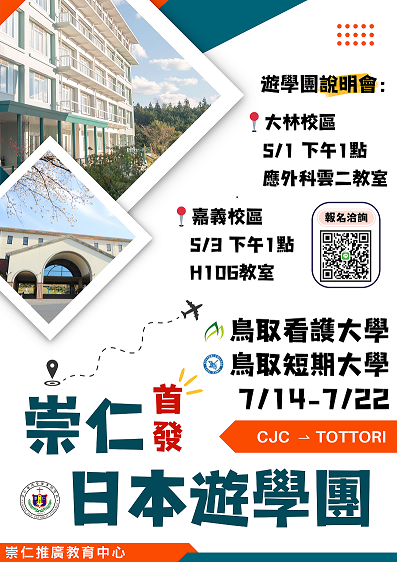 遊學團說明會:
大林校區
5/1 下午1點
應外科雲二教室
嘉義校區
5/3 下午1點
H106教室
報名洽詢
鳥取看護大學
鳥取短期大學
7/14-7/22
CJC → TOTTORI
崇仁首發
日本遊學團
崇仁推廣教育中心